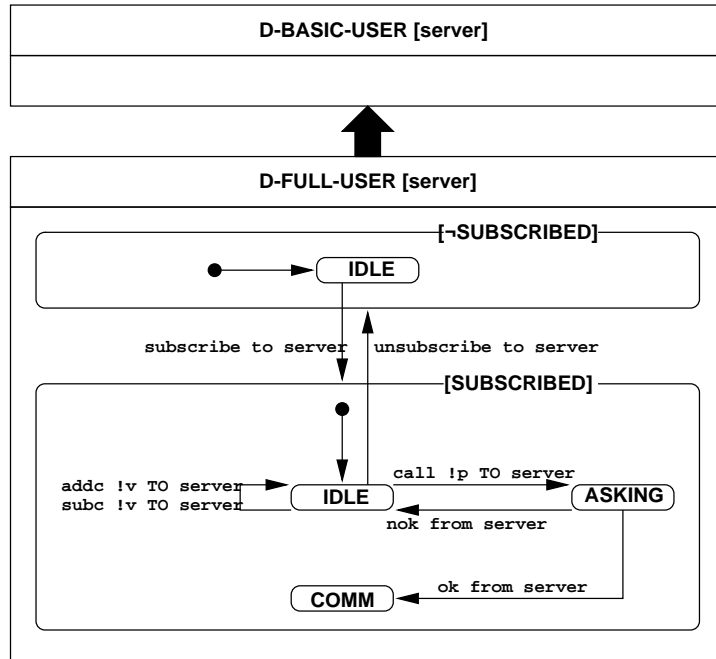 D-BASIC-USER [server]
D-FULL-USER [server]
[¬SUBSCRIBED]
IDLE
subscribe to server
unsubscribe to server
[SUBSCRIBED]
call !p TO server
addc !v TO server
subc !v TO server
IDLE
ASKING
nok from server
ok from server
COMM